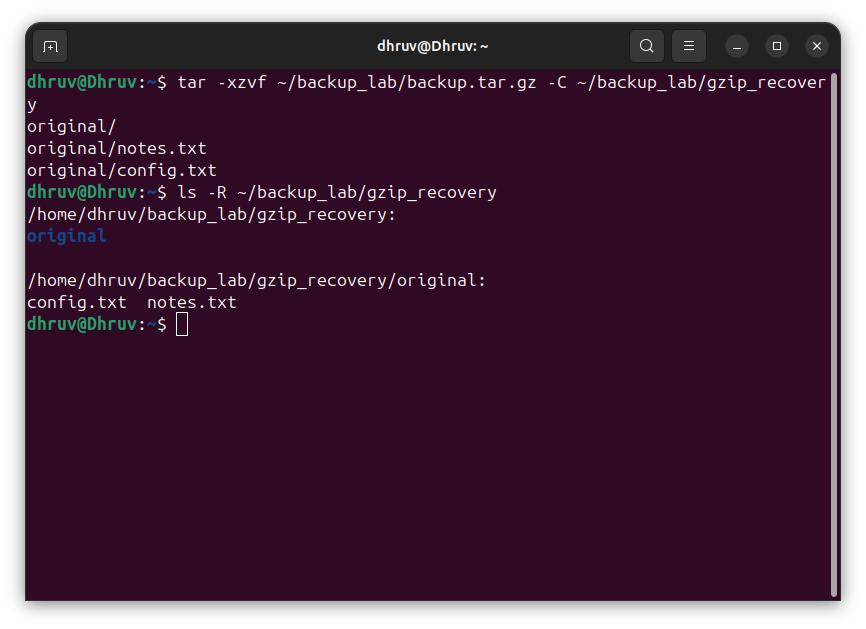 dhruv@Dhruv: ~
dhruv@Dhruv:~$ tar -xzvf ~/backup_lab/backup.tar.gz -C ~/backup_lab/gzip_recover
y
original/
original/notes.txt
original/config.txt
dhruv@Dhruv:~$ ls -R ~/backup_lab/gzip_recovery
/home/dhruv/backup_lab/gzip_recovery:
original

/home/dhruv/backup_lab/gzip_recovery/original:
config.txt  notes.txt
dhruv@Dhruv:~$